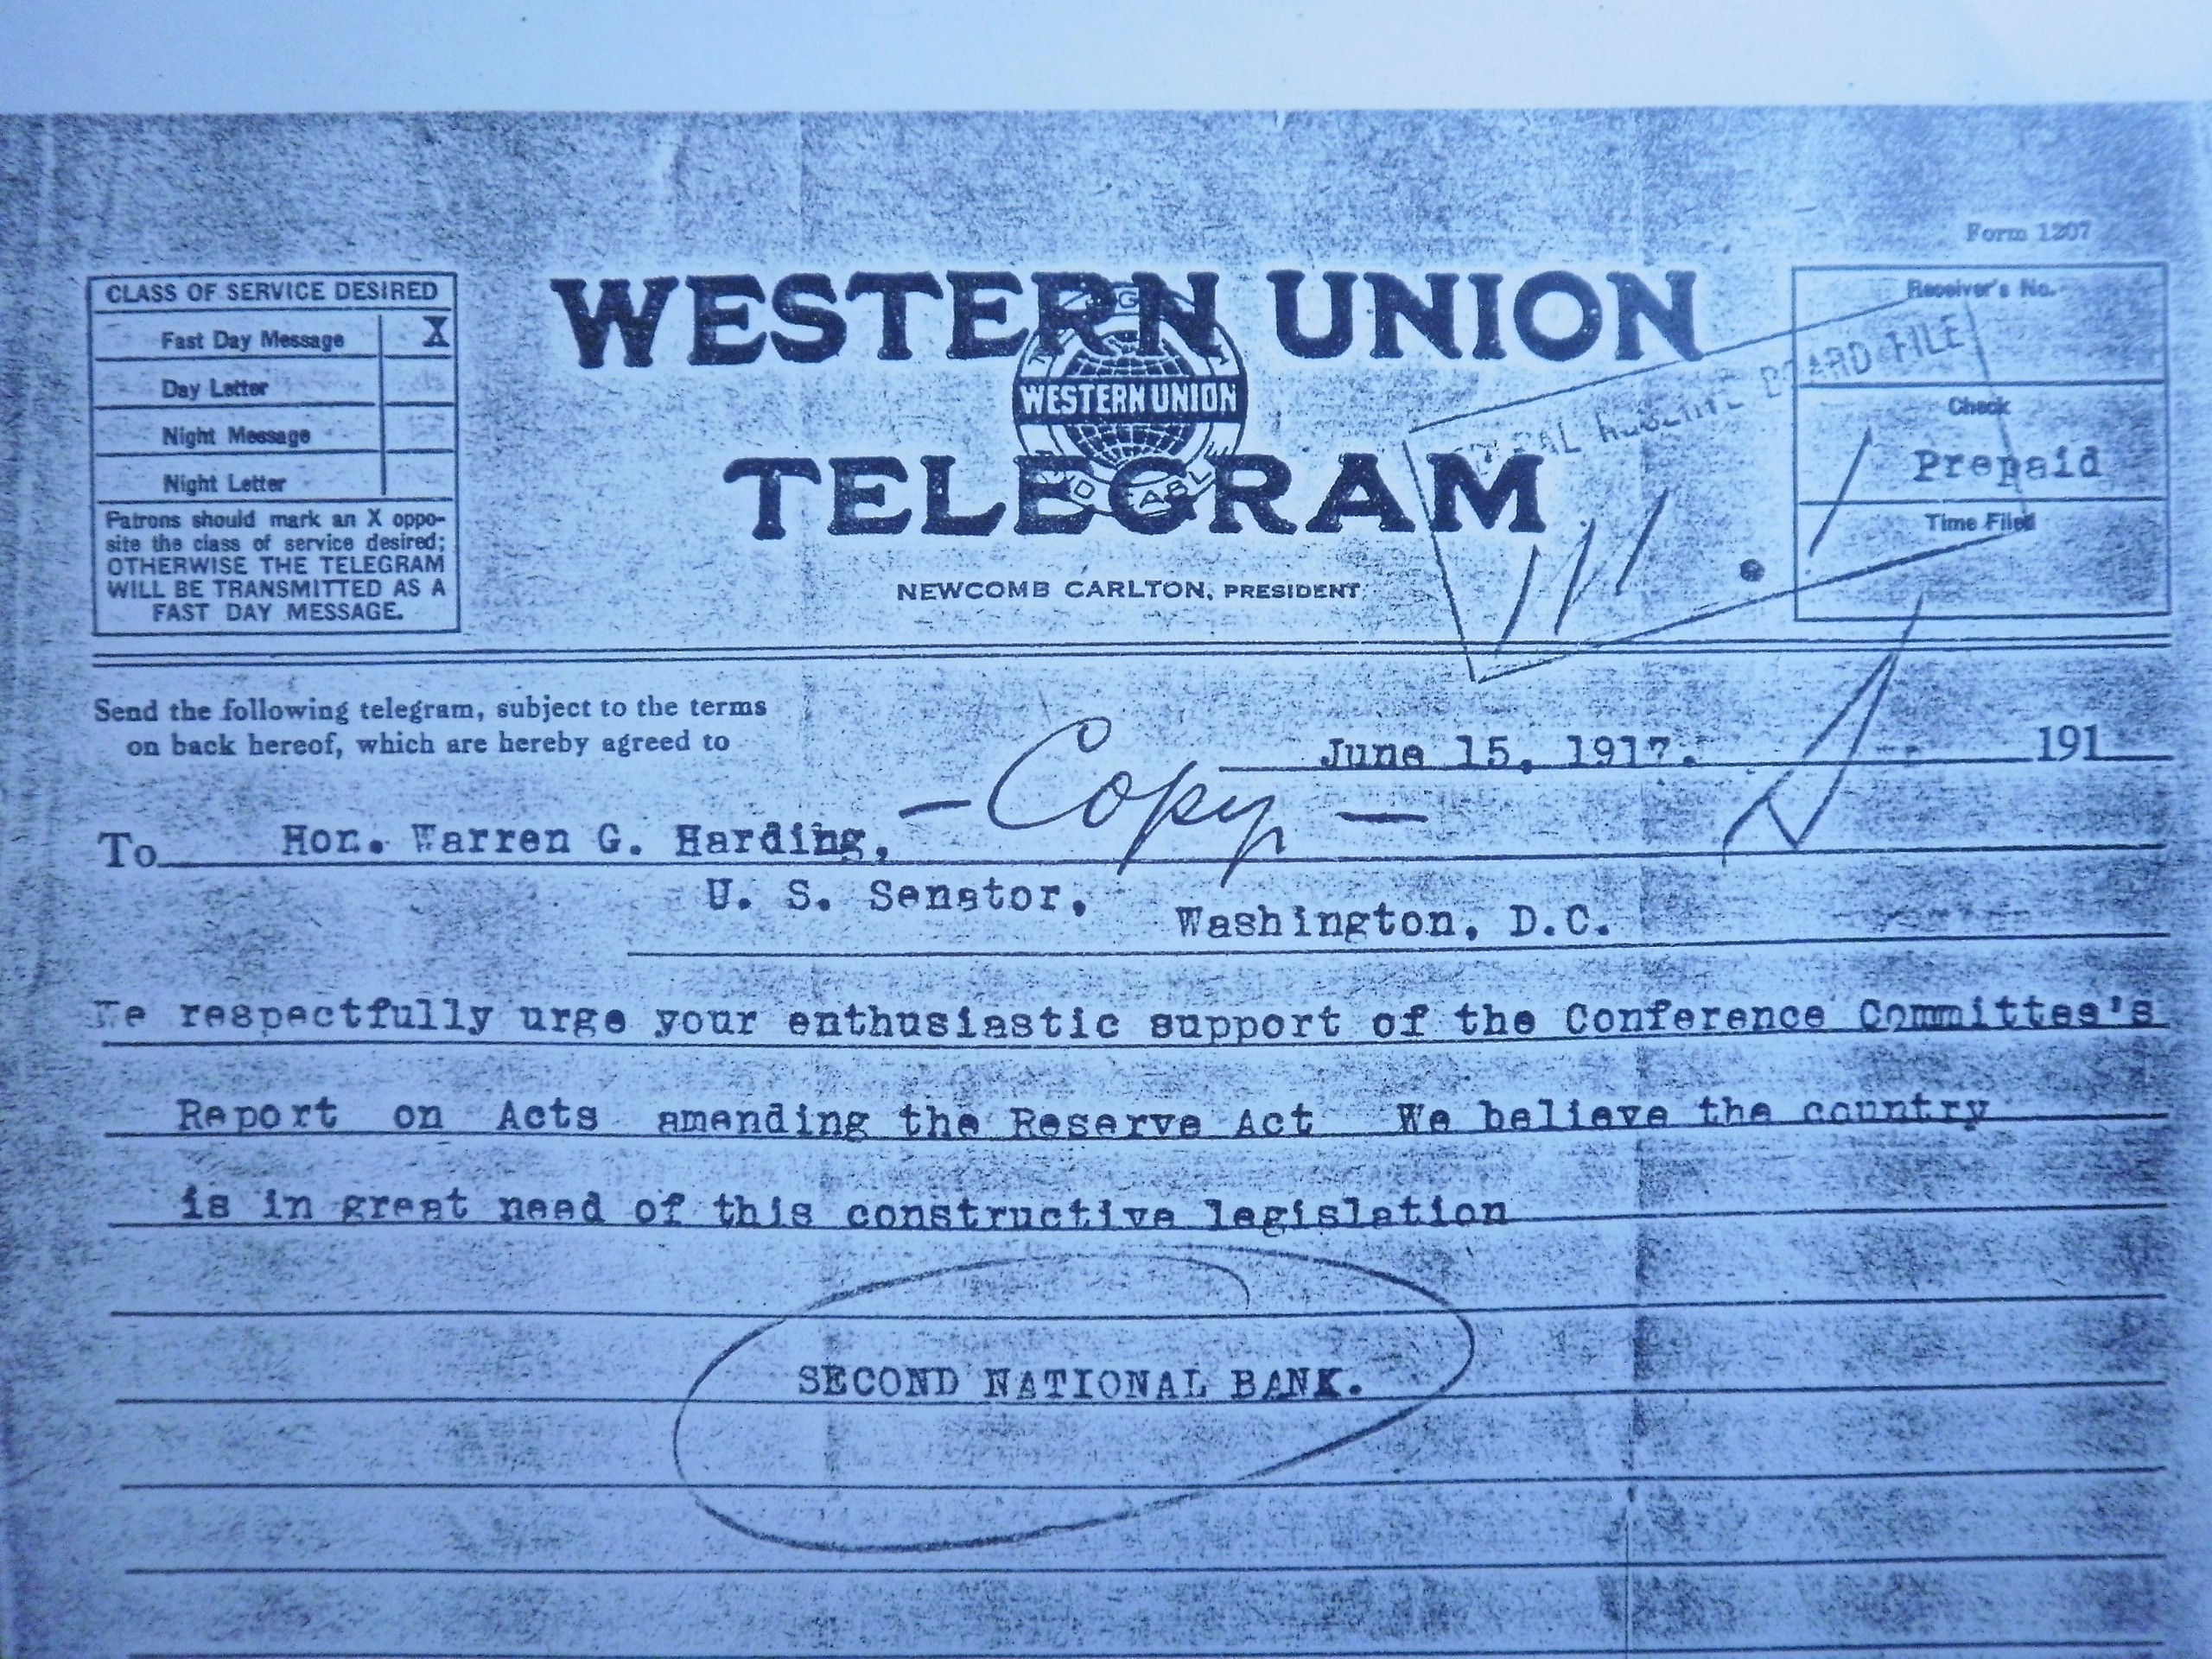 Form 1207
CLASS OF SERVICE DESIRED
Fast Day Message X
Day Letter
Night Message
Night Letter
Patrons should mark an X oppo-
site the class of service desired;
OTHERWISE THE TELEGRAM
WILL BE TRANSMITTED AS A
FAST DAY MESSAGE.
WESTERN UNION
WESTERN UNION
TELEGRAM
NEWCOMB CARLTON, PRESIDENT
Receiver's No.
BOARD FILE
Check
Prepaid
Time Filed
Send the following telegram, subject to the terms
on back hereof, which are hereby agreed to
June 15, 1917. 191
- Copy -
To Hon. Warren G. Harding,
U. S. Senator, Washington, D.C.
We respectfully urge your enthusiastic support of the Conference Committee's
Report on Acts amending the Reserve Act We believe the country
is in great need of this constructive legislation
SECOND NATIONAL BANK.